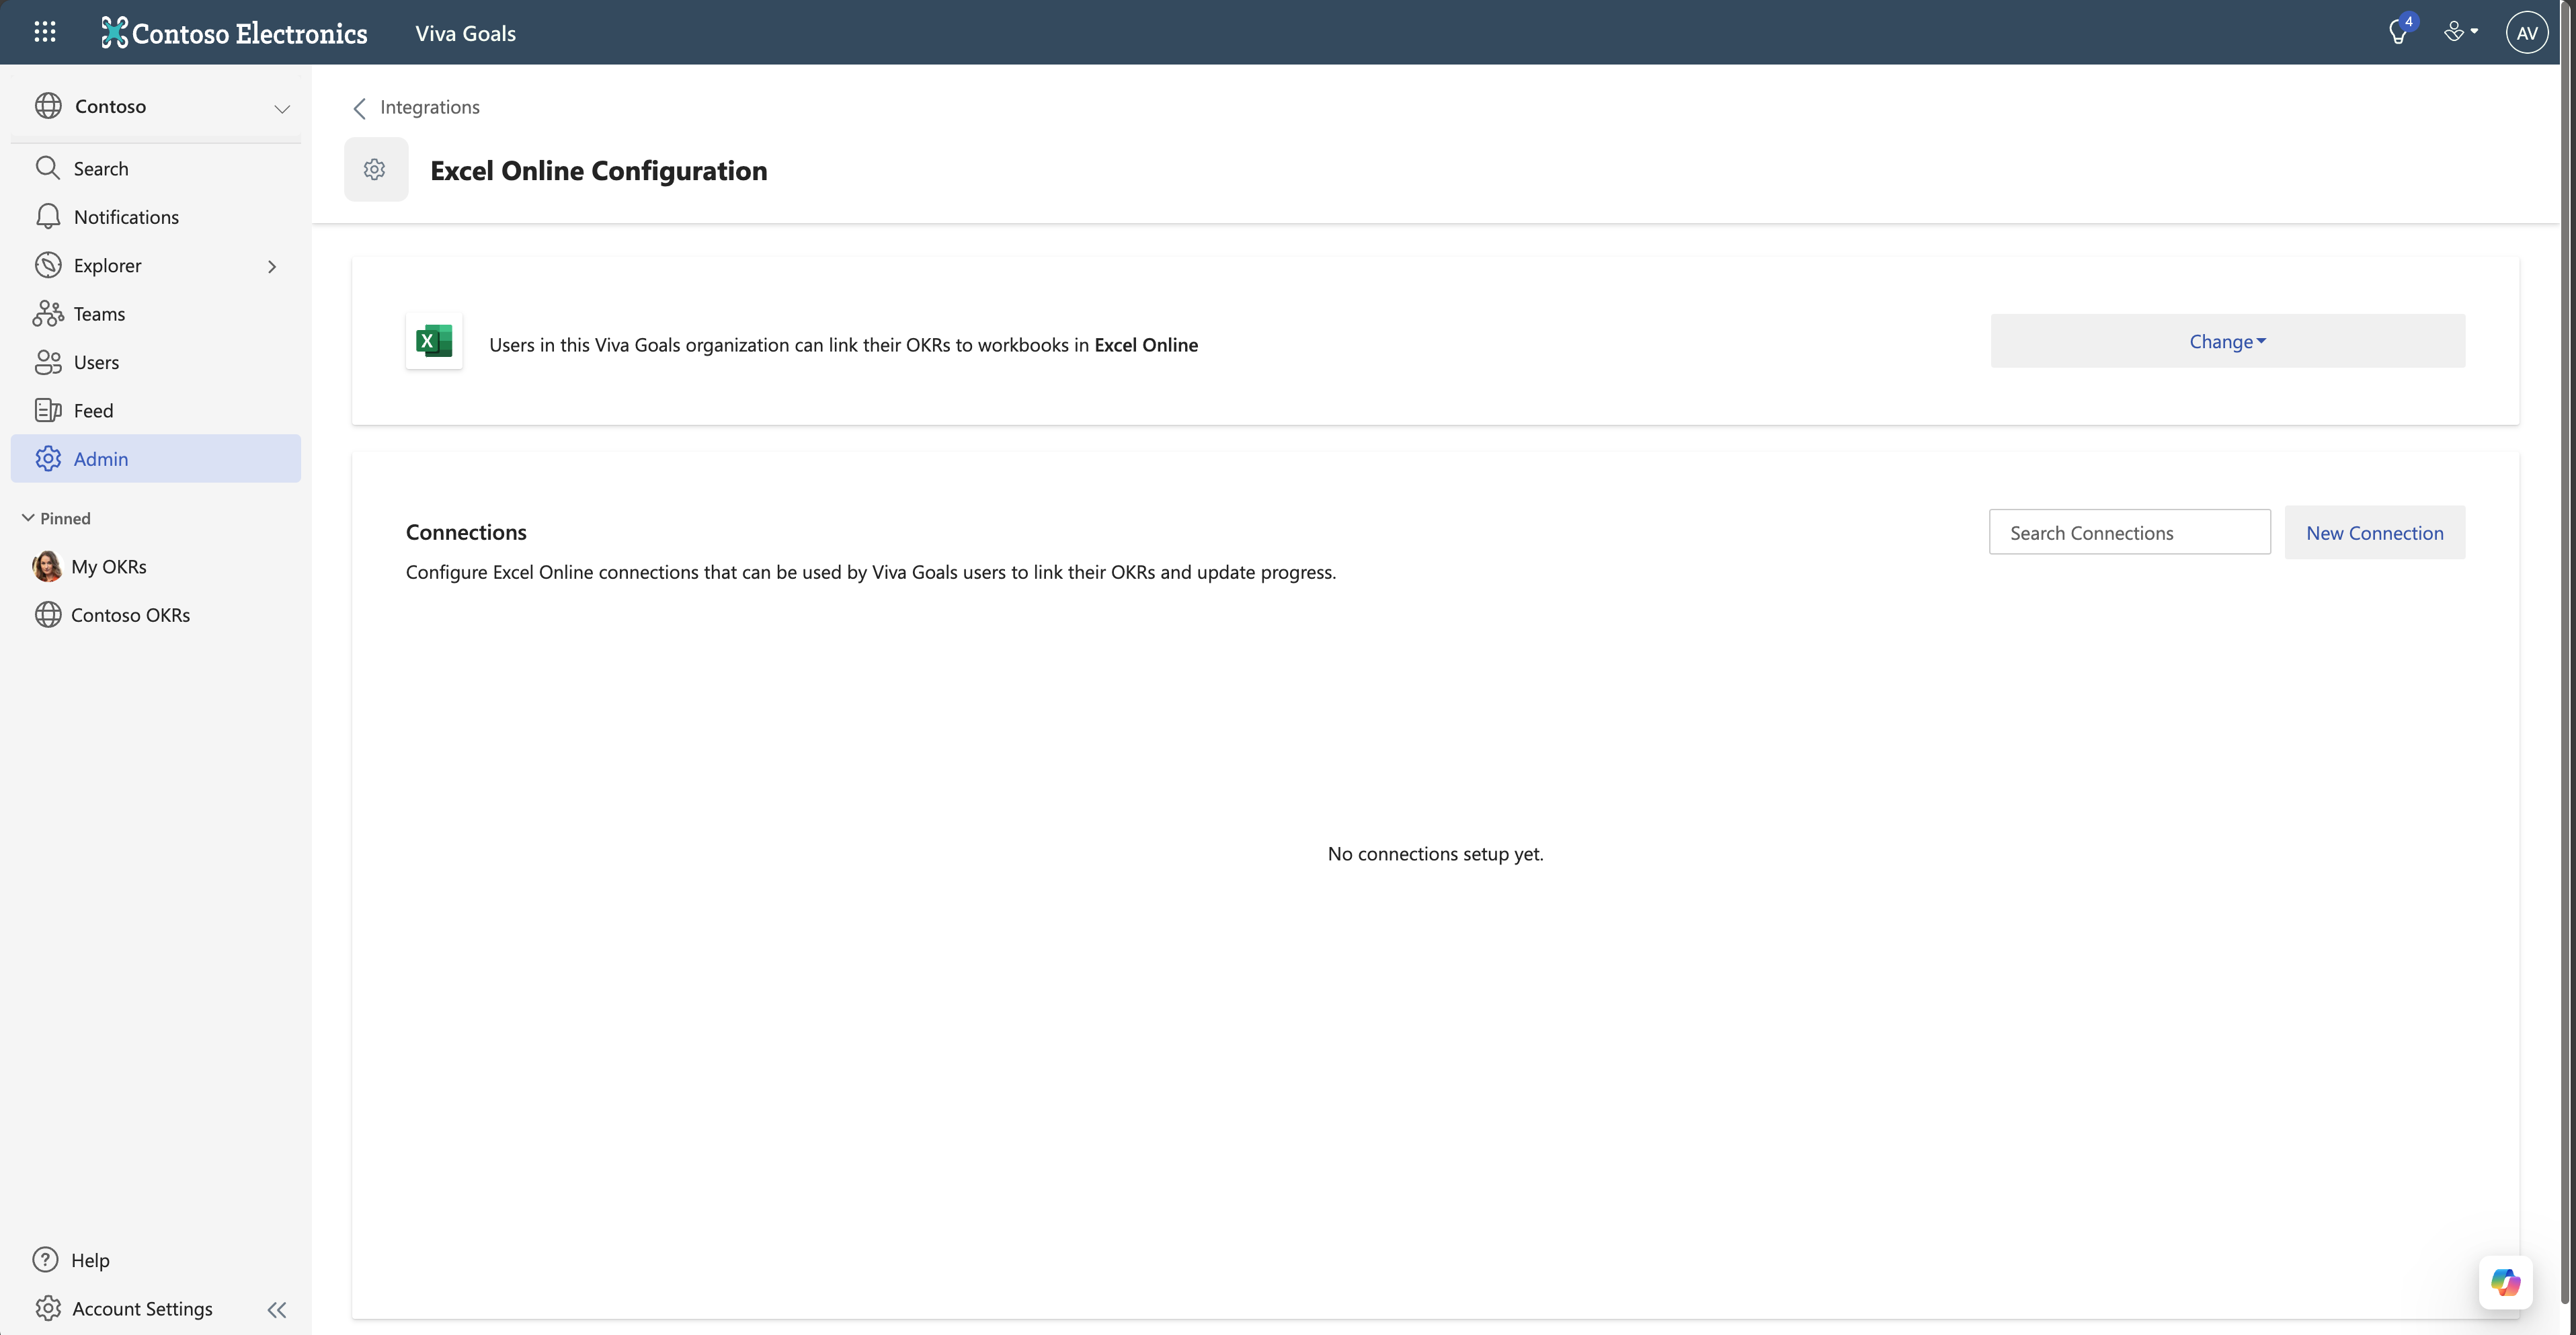 Contoso Electronics
Viva Goals
4
AV
Contoso
Search
Notifications
Explorer
Teams
Users
Feed
Admin
Pinned
My OKRs
Contoso OKRs
Help
Account Settings
Integrations
Excel Online Configuration
X
Users in this Viva Goals organization can link their OKRs to workbooks in Excel Online
Change
Connections
Search Connections
New Connection
Configure Excel Online connections that can be used by Viva Goals users to link their OKRs and update progress.
No connections setup yet.